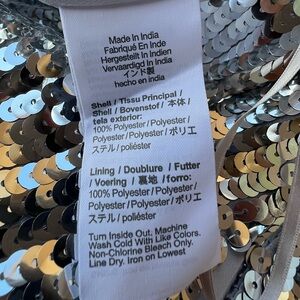 Made In India
Fabriqué En Inde
Hergestellt In Indien
Vervaardigd In India
インド製
hecho en india
Shell / Tissu Principal /
Shell / Bovenstof / 本体 /
tela exterior:
100% Polyester / Polyester /
Polyester/Polyester/ポリエ
ステル/poliéster
Lining / Doublure / Futter
/ Voering / 裏地 /forro:
100% Polyester / Polyester /
Polyester/Polyester/ポリエ
ステル/poliéster
Turn Inside Out. Machine
Wash Cold With Like Colors.
Non-Chlorine Bleach Only.
Line Dry, Iron on Lowest